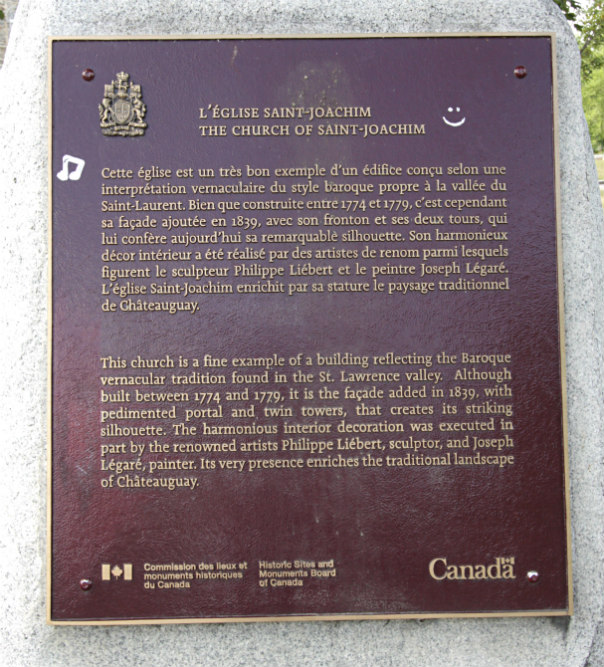 L'ÉGLISE SAINT-JOACHIM
THE CHURCH OF SAINT-JOACHIM
Cette église est un très bon exemple d'un édifice conçu selon une
interprétation vernaculaire du style baroque propre à la vallée du
Saint-Laurent. Bien que construite entre 1774 et 1779, c'est cependant
sa façade ajoutée en 1839, avec son fronton et ses deux tours, qui
lui confère aujourd'hui sa remarquable silhouette. Son harmonieux
décor intérieur a été réalisé par des artistes de renom parmi lesquels
figurent le sculpteur Philippe Liébert et le peintre Joseph Légaré.
L'église Saint-Joachim enrichit par sa stature le paysage traditionnel
de Châteauguay.
This church is a fine example of a building reflecting the Baroque
vernacular tradition found in the St. Lawrence valley. Although
built between 1774 and 1779, it is the façade added in 1839, with
pedimented portal and twin towers, that creates its striking
silhouette. The harmonious interior decoration was executed in
part by the renowned artists Philippe Liébert, sculptor, and Joseph
Légaré, painter. Its very presence enriches the traditional landscape
of Châteauguay.
Commission des lieux et
monuments historiques
du Canada
Historic Sites and
Monuments Board
of Canada
Canada